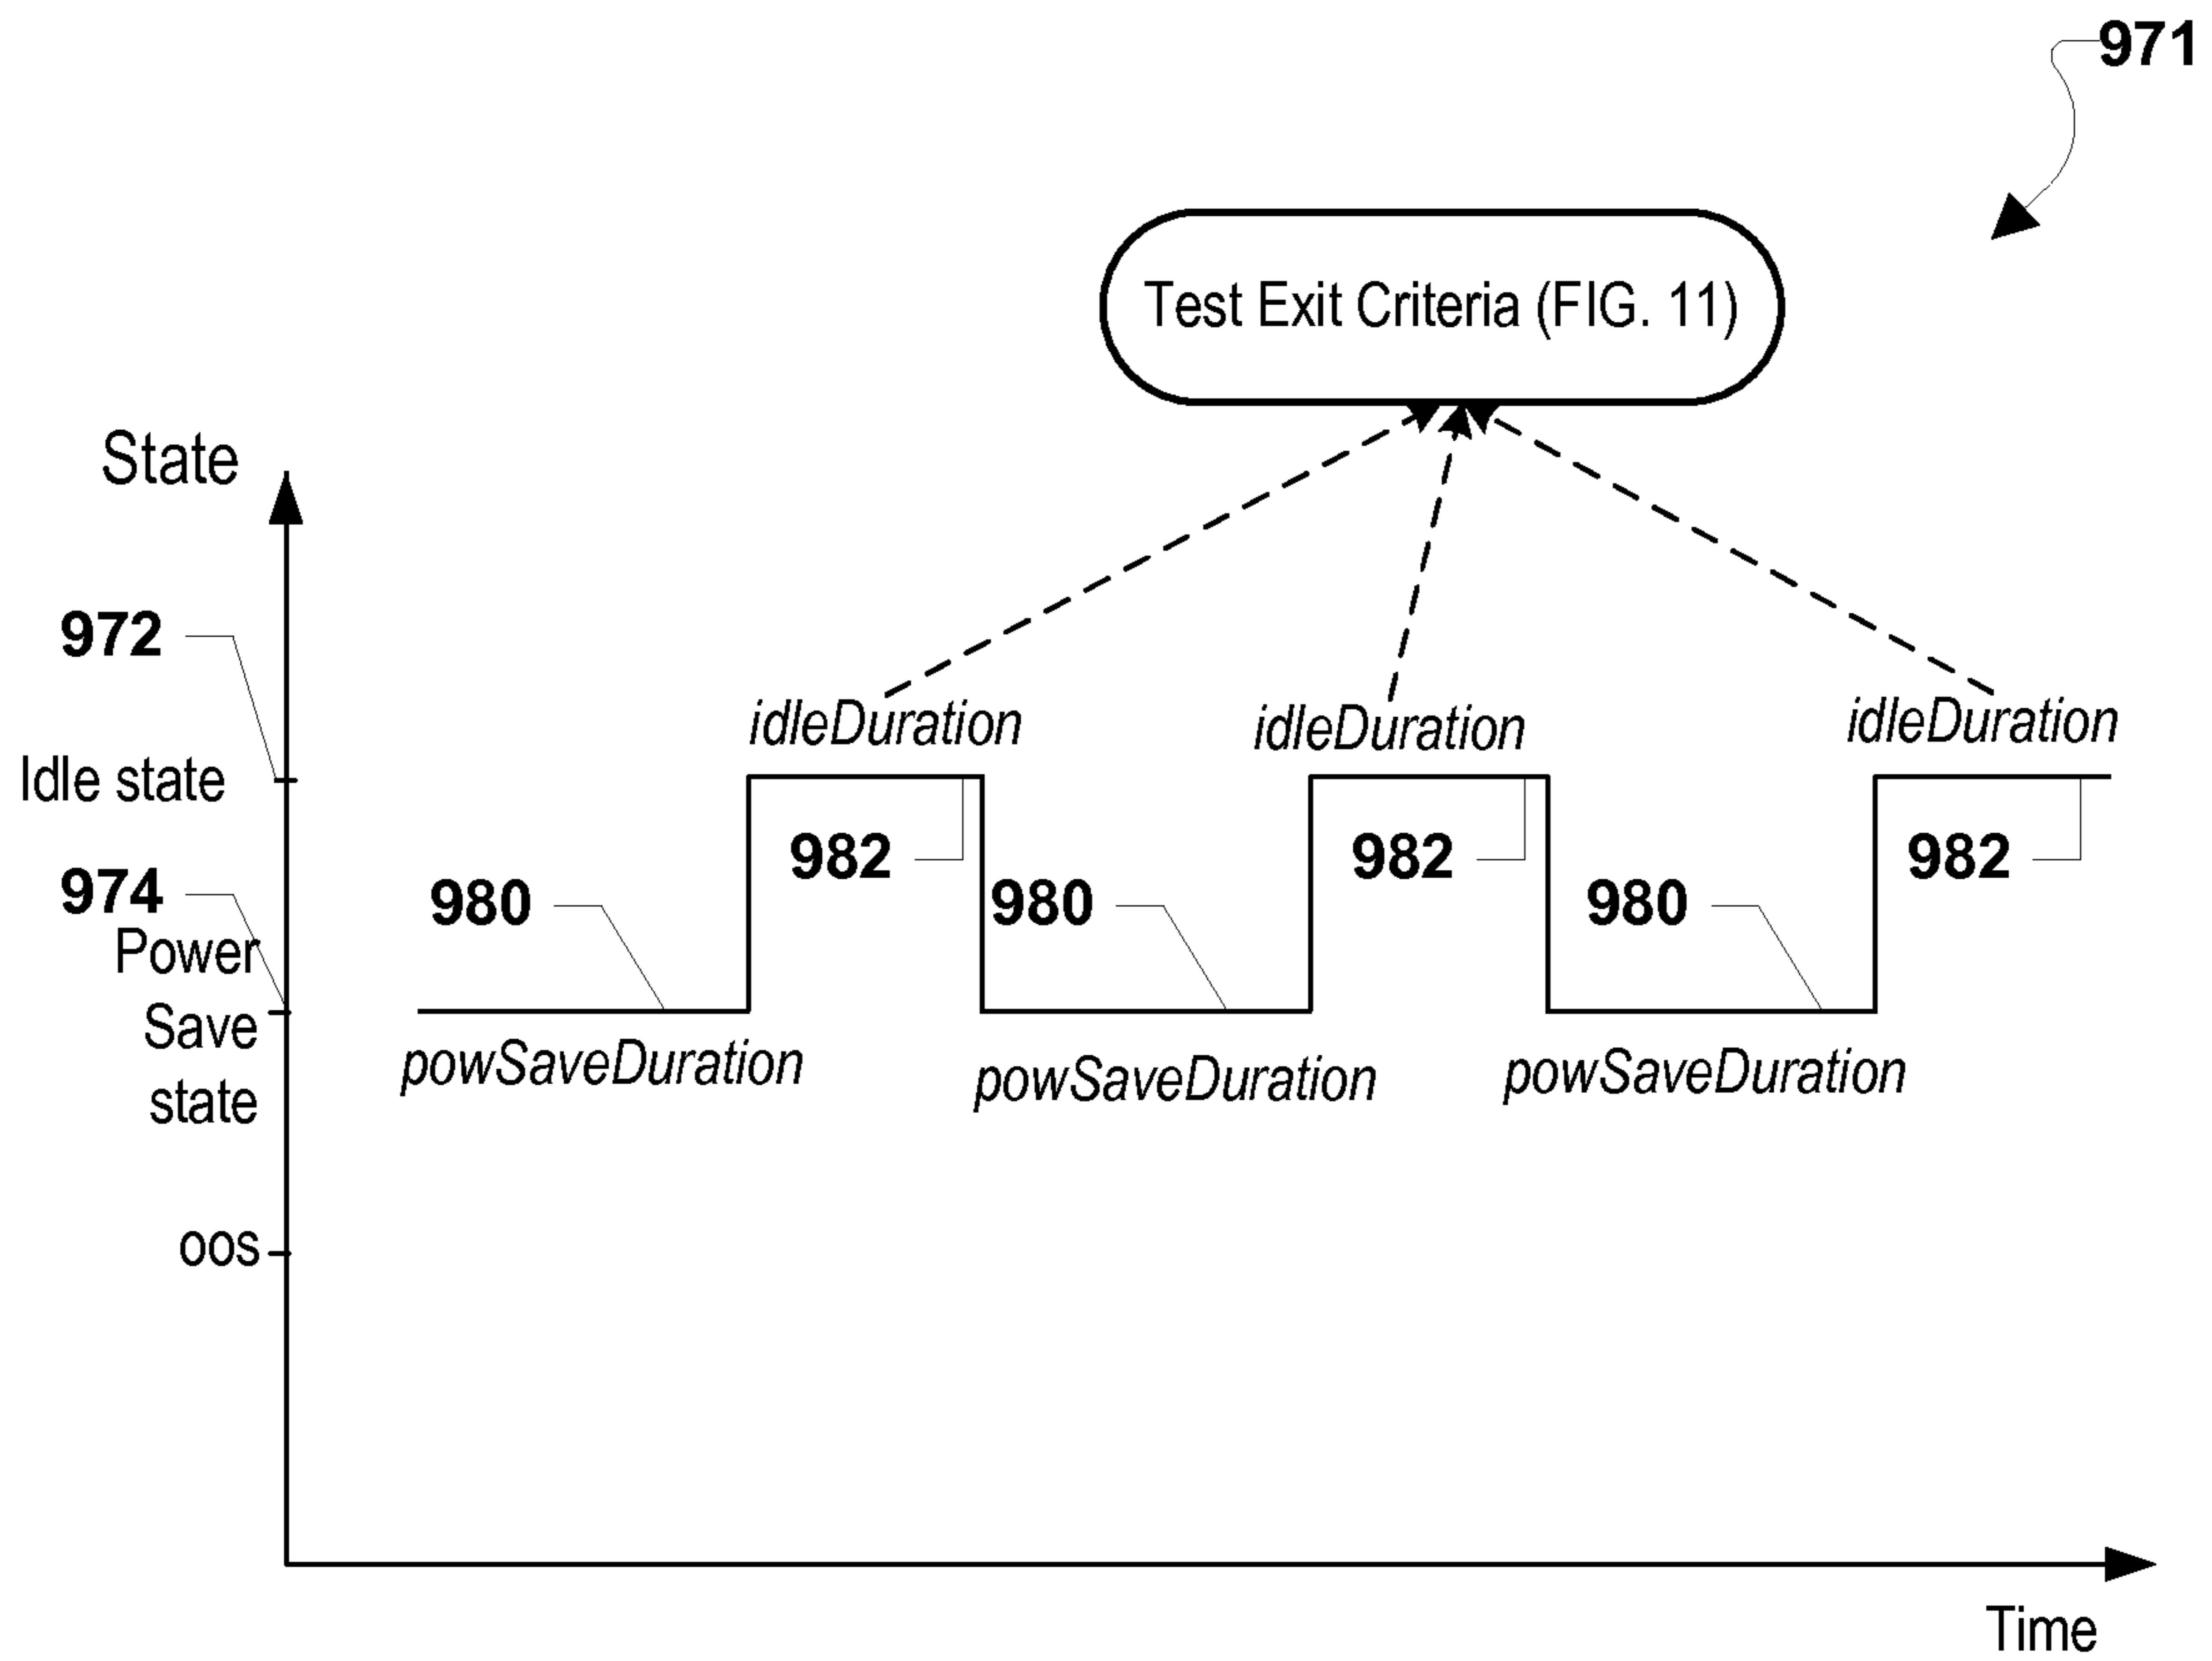 971
Test Exit Criteria (FIG. 11)
State
972
idleDuration
idleDuration
idleDuration
Idle state
982
982
982
974
980
980
980
Power
Save
state
powSaveDuration
powSaveDuration
powSaveDuration
oos
Time